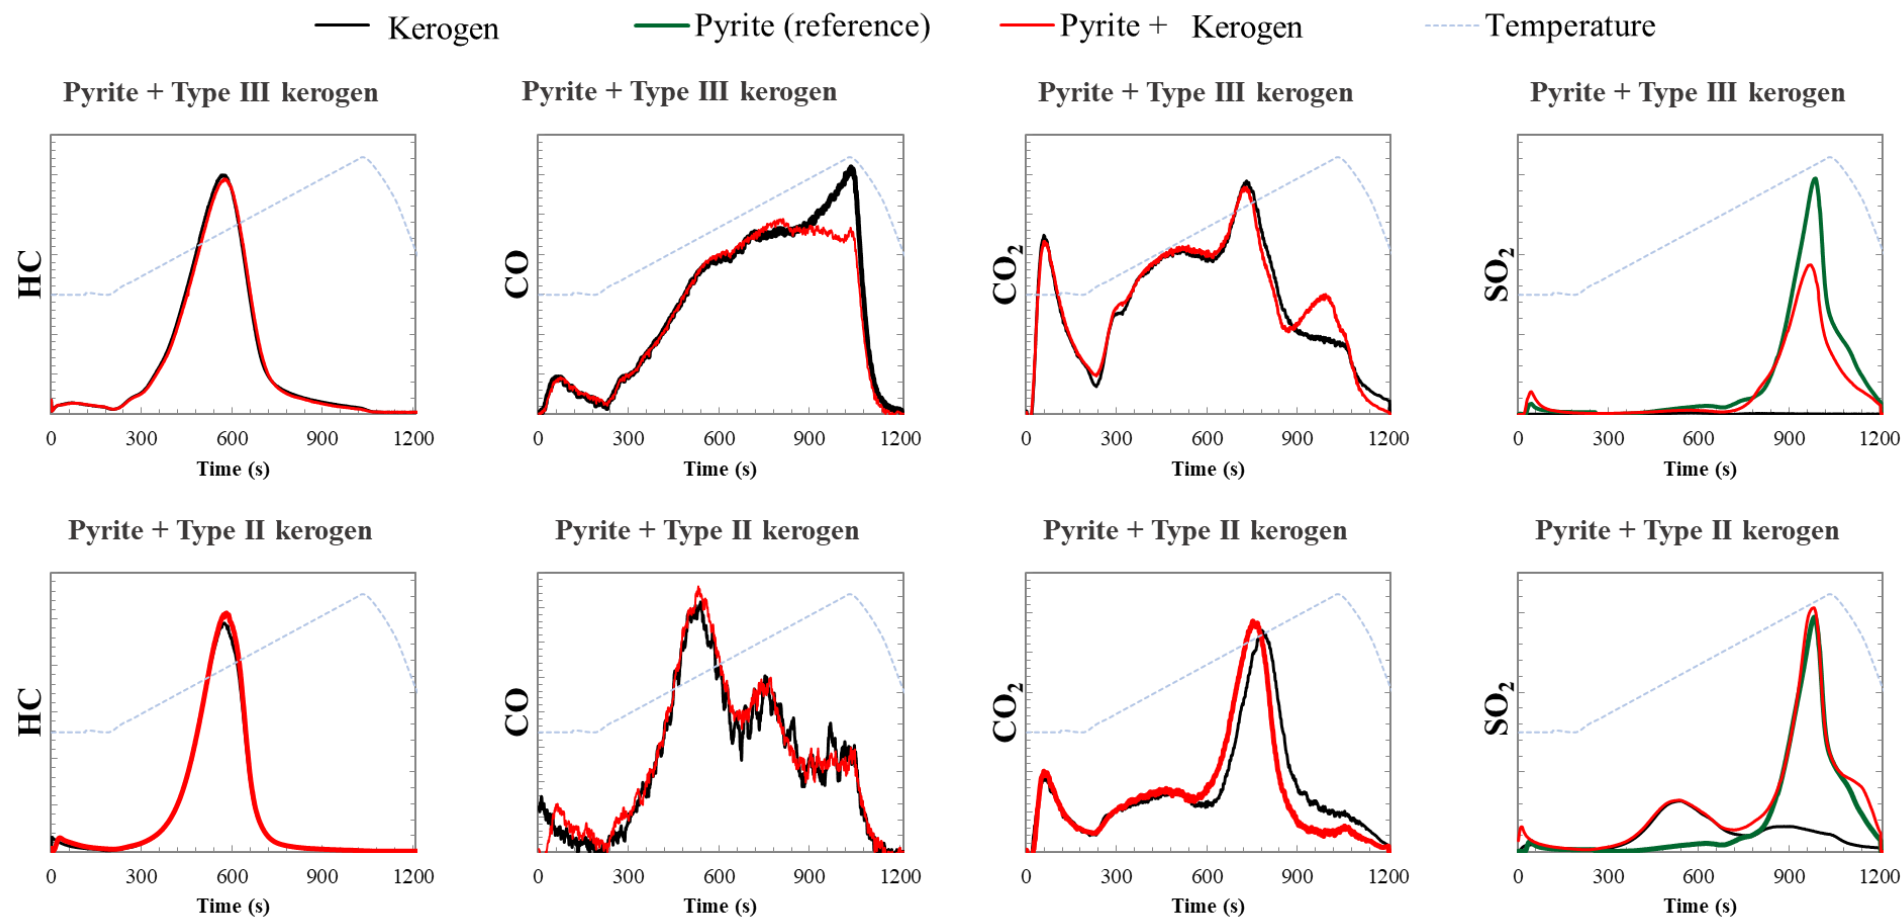 Kerogen Pyrite (reference) Pyrite + Kerogen Temperature
Pyrite + Type III kerogen Pyrite + Type III kerogen Pyrite + Type III kerogen Pyrite + Type III kerogen
HC CO CO2 SO2
0 300 600 900 1200 0 300 600 900 1200 0 300 600 900 1200 0 300 600 900 1200
Time (s) Time (s) Time (s) Time (s)
Pyrite + Type II kerogen Pyrite + Type II kerogen Pyrite + Type II kerogen Pyrite + Type II kerogen
HC CO CO2 SO2
0 300 600 900 1200 0 300 600 900 1200 0 300 600 900 1200 0 300 600 900 1200
Time (s) Time (s) Time (s) Time (s)